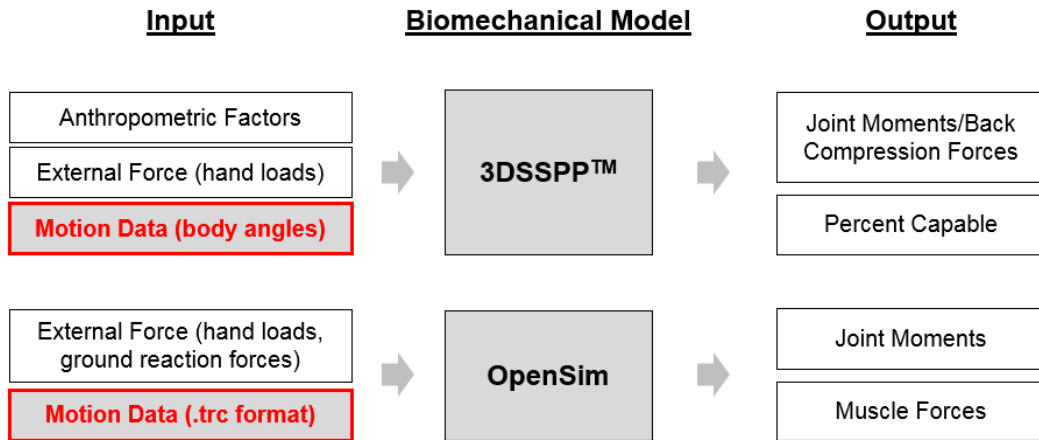 Input
Biomechanical Model
Output
Anthropometric Factors
External Force (hand loads)
Motion Data (body angles)
3DSSPP™
Joint Moments/Back
Compression Forces
Percent Capable
External Force (hand loads,
ground reaction forces)
Motion Data (.trc format)
OpenSim
Joint Moments
Muscle Forces